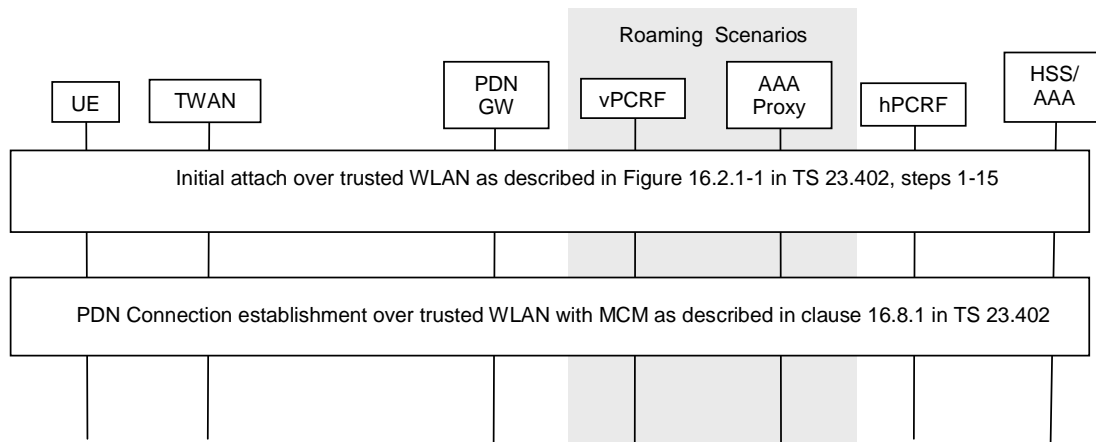 Roaming Scenarios
UE
TWAN
PDN
GW
vPCRF
AAA
Proxy
hPCRF
HSS/
AAA
Initial attach over trusted WLAN as described in Figure 16.2.1-1 in TS 23.402, steps 1-15
PDN Connection establishment over trusted WLAN with MCM as described in clause 16.8.1 in TS 23.402